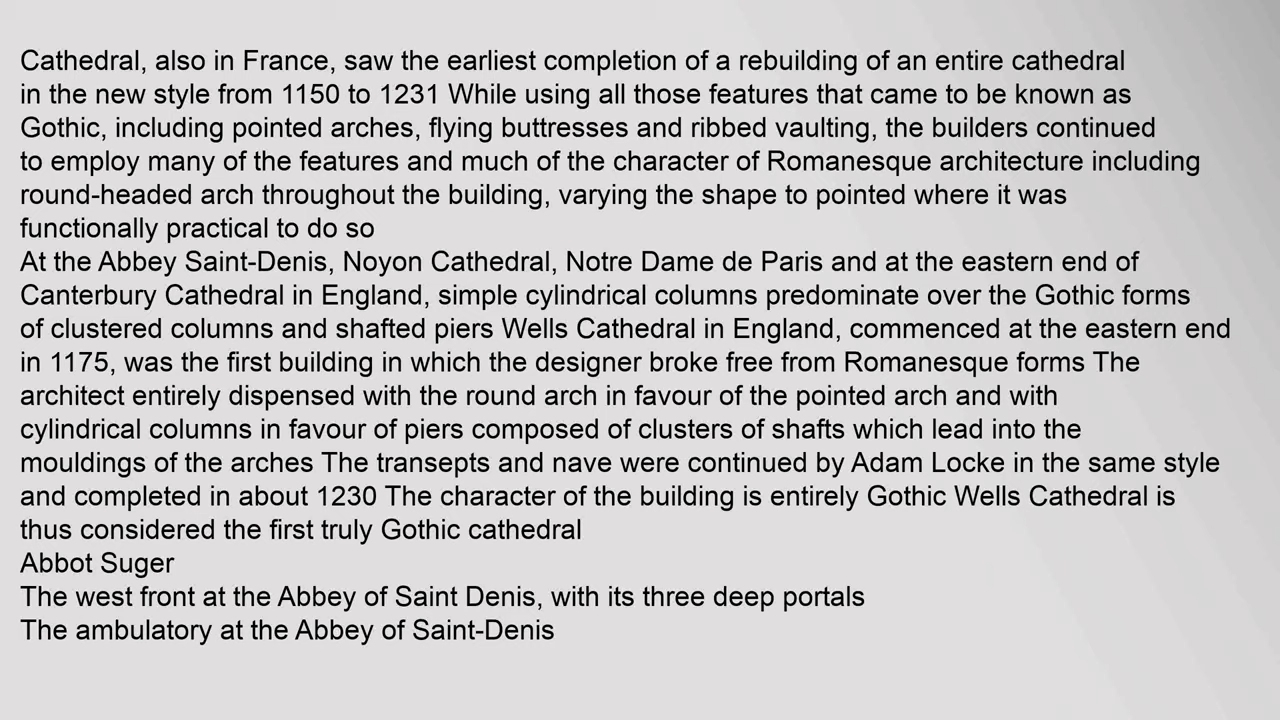 Cathedral, also in France, saw the earliest completion of a rebuilding of an entire cathedral
in the new style from 1150 to 1231 While using all those features that came to be known as
Gothic, including pointed arches, flying buttresses and ribbed vaulting, the builders continued
to employ many of the features and much of the character of Romanesque architecture including
round-headed arch throughout the building, varying the shape to pointed where it was
functionally practical to do so
At the Abbey Saint-Denis, Noyon Cathedral, Notre Dame de Paris and at the eastern end of
Canterbury Cathedral in England, simple cylindrical columns predominate over the Gothic forms
of clustered columns and shafted piers Wells Cathedral in England, commenced at the eastern end
in 1175, was the first building in which the designer broke free from Romanesque forms The
architect entirely dispensed with the round arch in favour of the pointed arch and with
cylindrical columns in favour of piers composed of clusters of shafts which lead into the
mouldings of the arches The transepts and nave were continued by Adam Locke in the same style
and completed in about 1230 The character of the building is entirely Gothic Wells Cathedral is
thus considered the first truly Gothic cathedral
Abbot Suger
The west front at the Abbey of Saint Denis, with its three deep portals
The ambulatory at the Abbey of Saint-Denis